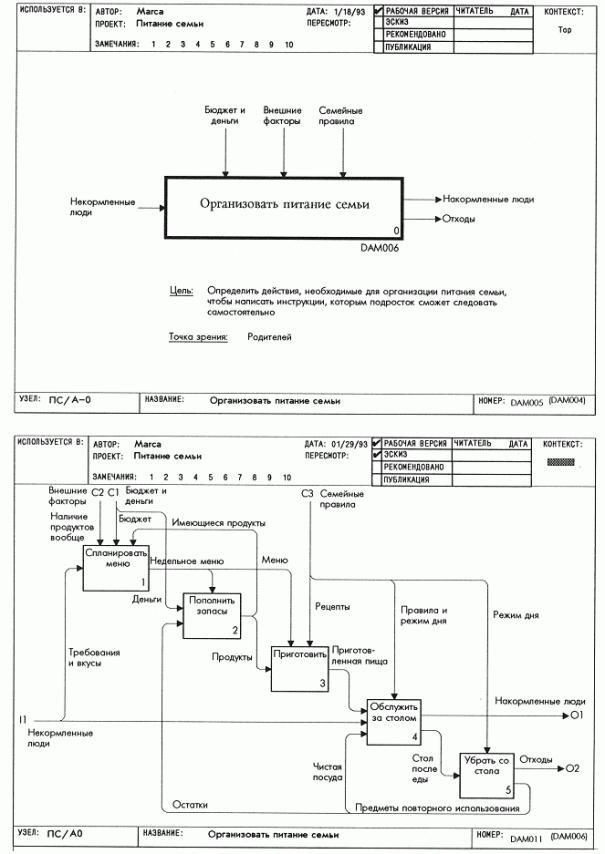 ИСПОЛЬЗУЕТСЯ В:
АВТОР: Marca
ДАТА: 1/18/93
РАБОЧАЯ ВЕРСИЯ
ЧИТАТЕЛЬ ДАТА
КОНТЕКСТ:
ПРОЕКТ: Питание семьи
ПЕРЕСМОТР:
ЭСКИЗ
Top
РЕКОМЕНДОВАНО
ЗАМЕЧАНИЯ: 1 2 3 4 5 6 7 8 9 10
ПУБЛИКАЦИЯ
Бюджет и
деньги
Внешние
факторы
Семейные
правила
Некормленные
люди
Организовать питание семьи
0
Накормленные люди
Отходы
DAM006
Цель: Определить действия, необходимые для организации питания семьи,
чтобы написать инструкции, которым подросток сможет следовать
самостоятельно
Точка зрения: Родителей
УЗЕЛ: ПС/А-0
НАЗВАНИЕ: Организовать питание семьи
НОМЕР: DAM005 (DAM004)
ИСПОЛЬЗУЕТСЯ В:
АВТОР: Marca
ДАТА: 01/29/93
РАБОЧАЯ ВЕРСИЯ
ЧИТАТЕЛЬ ДАТА
КОНТЕКСТ:
ПРОЕКТ: Питание семьи
ПЕРЕСМОТР:
ЭСКИЗ
РЕКОМЕНДОВАНО
ЗАМЕЧАНИЯ: 1 2 3 4 5 6 7 8 9 10
ПУБЛИКАЦИЯ
Внешние
факторы
C2 C1
Бюджет и
деньги
C3
Семейные
правила
Наличие
продуктов
вообще
Бюджет
Имеющиеся продукты
Спланировать
меню
1
Недельное меню
Меню
Деньги
Пополнить
запасы
2
Рецепты
Правила и
режим дня
Режим дня
Требования
и вкусы
Продукты
Приготовить
3
Приготов-
ленная пища
I1
Некормленные
люди
Обслужить
за столом
4
Накормленные люди
O1
Чистая
посуда
Стол
после
еды
Убрать со
стола
5
Отходы
O2
Остатки
Предметы повторного использования
УЗЕЛ: ПС/А0
НАЗВАНИЕ: Организовать питание семьи
НОМЕР: DAM011 (DAM006)